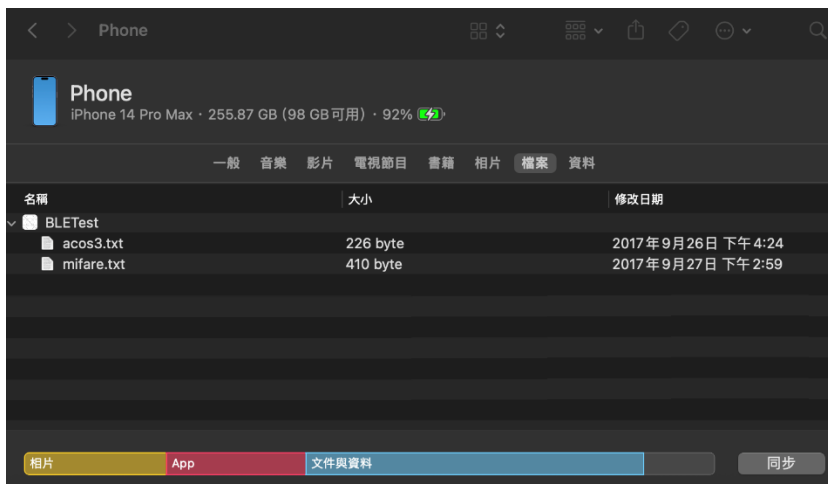 Phone
Phone
iPhone 14 Pro Max · 255.87 GB (98 GB可用) · 92%
一般 音樂 影片 電視節目 書籍 相片 檔案 資料
名稱 大小 修改日期
BLETest
acos3.txt 226 byte 2017年9月26日 下午4:24
mifare.txt 410 byte 2017年9月27日 下午2:59
相片 App 文件與資料 同步